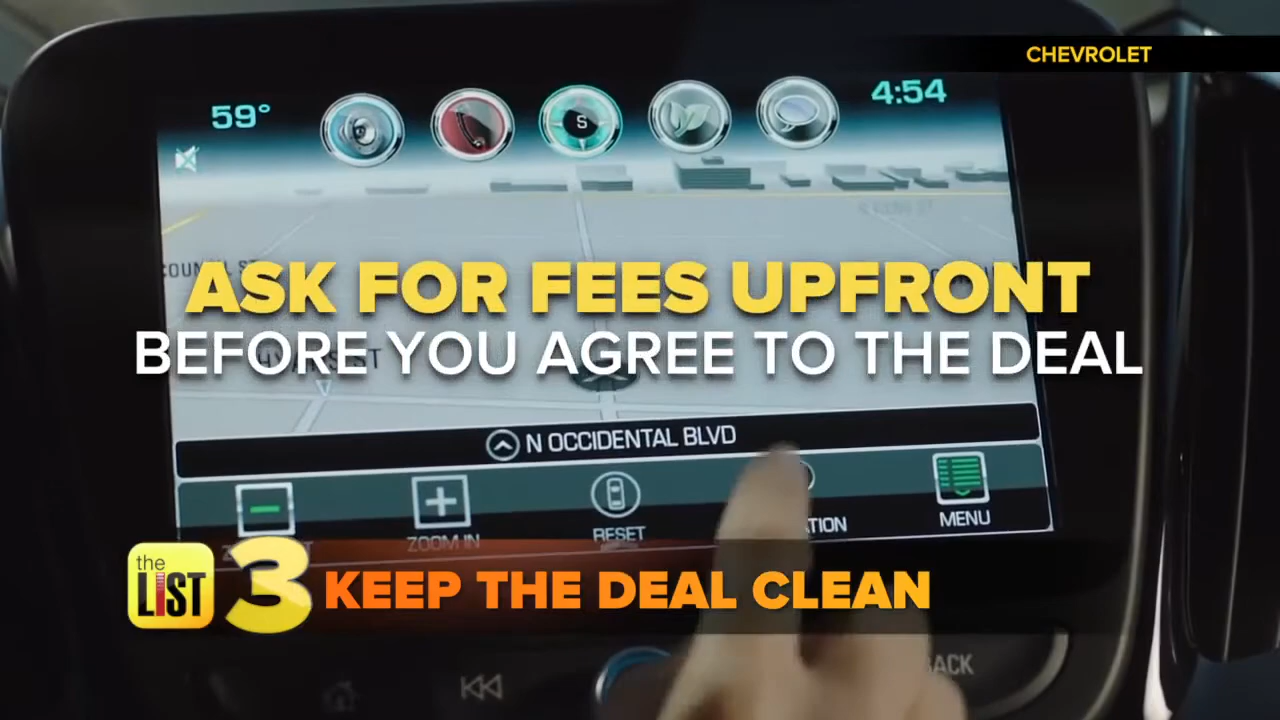 CHEVROLET
59°
4:54
S
ASK FOR FEES UPFRONT
BEFORE YOU AGREE TO THE DEAL
N OCCIDENTAL BLVD
RESET
MENU
ZOOM IN
the
LIST
3 KEEP THE DEAL CLEAN
BACK